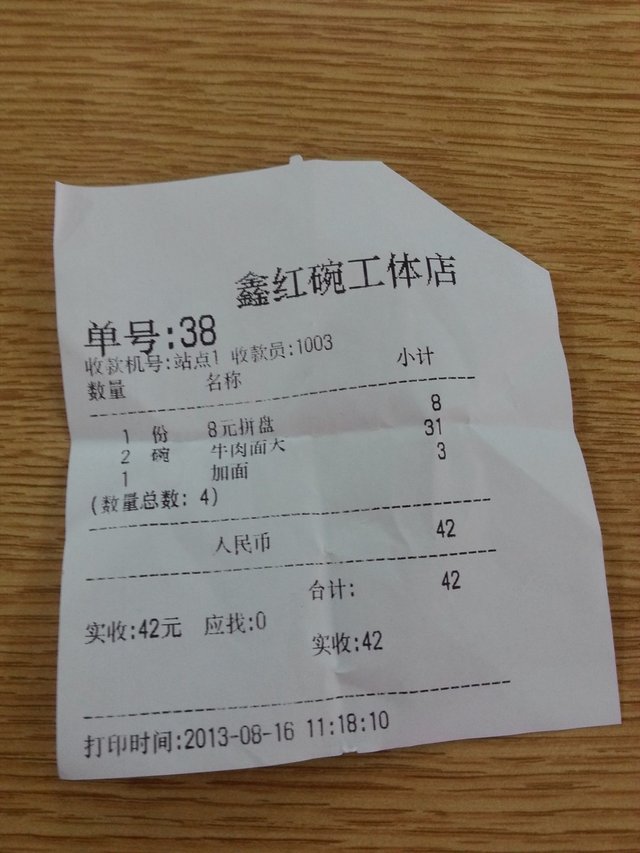 鑫红碗工体店
单号:38
收款机号:站点1 收款员:1003
数量 名称 小计
1 份 8元拼盘 8
2 碗 牛肉面大 31
1 加面 3
(数量总数: 4)
人民币 42
合计: 42
实收:42元 应找:0
实收:42
打印时间:2013-08-16 11:18:10